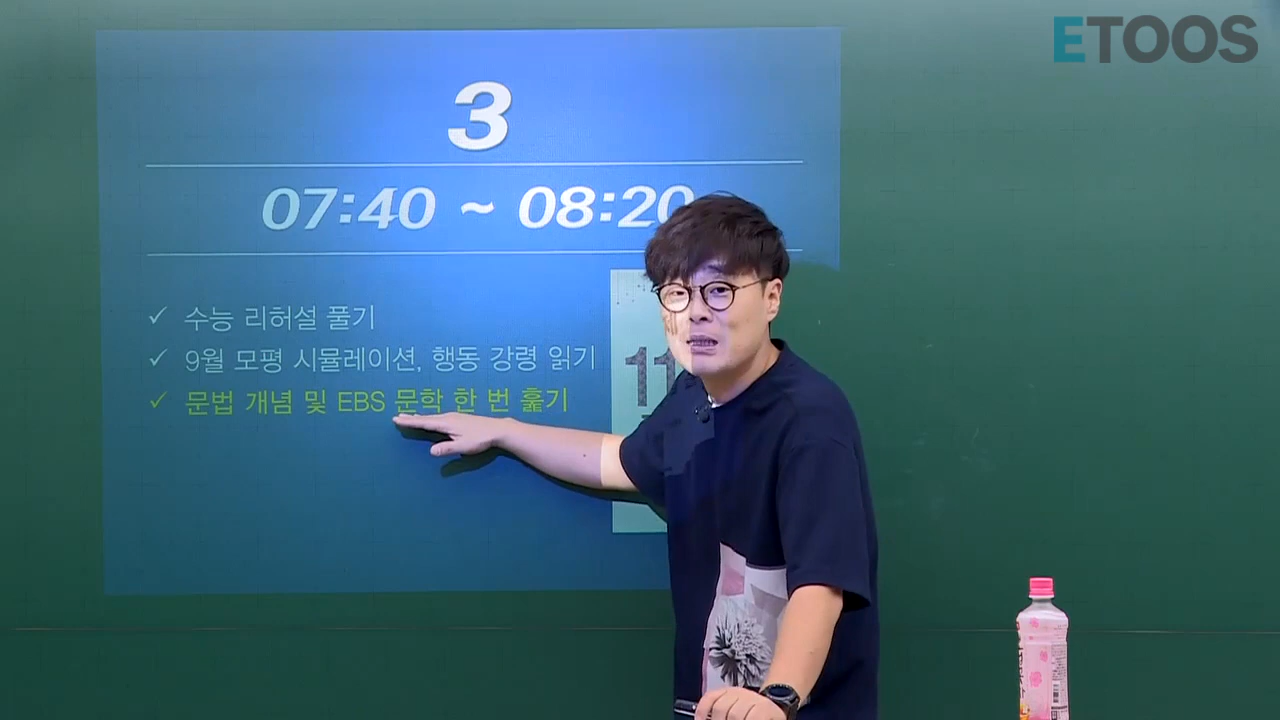 ETOOS
3
07:40 ~ 08:20
✓ 수능 리허설 풀기
✓ 9월 모평 시뮬레이션, 행동 강령 읽기
✓ 문법 개념 및 EBS 문학 한 번 훑기
11